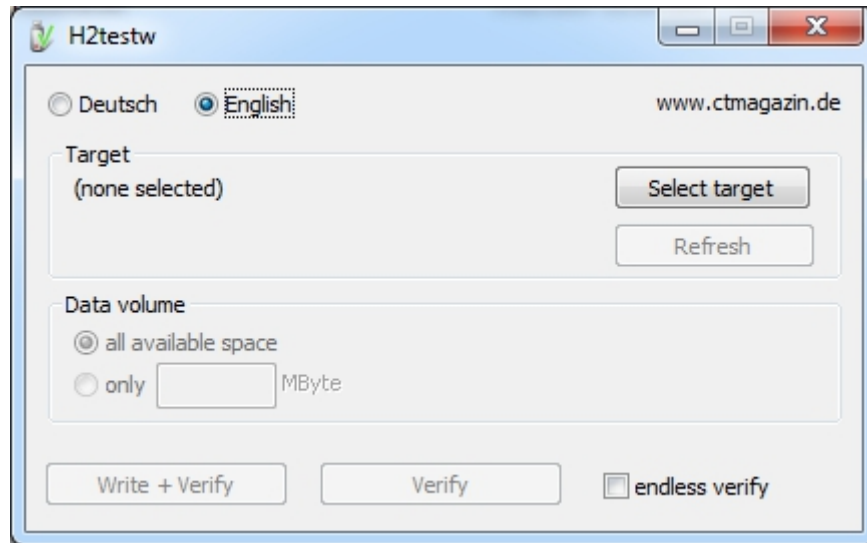 H2testw
Deutsch English www.ctmagazin.de
Target
(none selected) Select target
Refresh
Data volume
all available space
only MByte
Write + Verify Verify endless verify